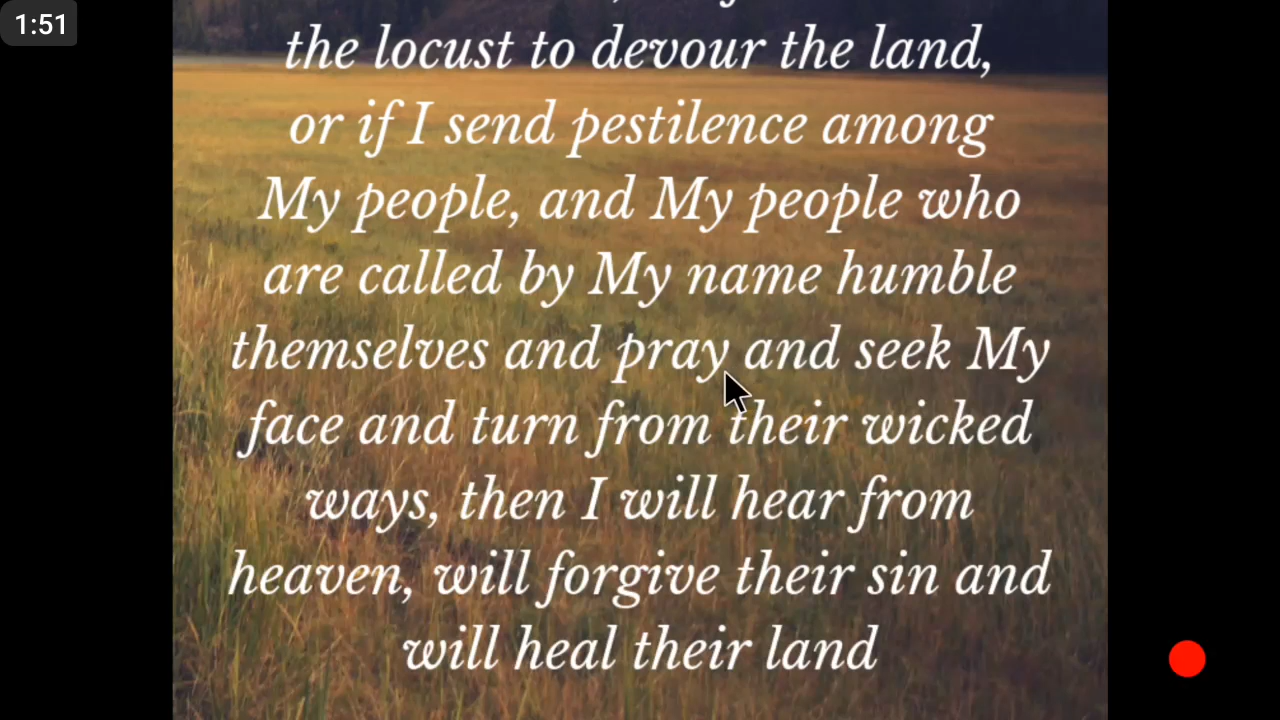 1:51
the locust to devour the land,
or if I send pestilence among
My people, and My people who
are called by My name humble
themselves and pray and seek My
face and turn from their wicked
ways, then I will hear from
heaven, will forgive their sin and
will heal their land